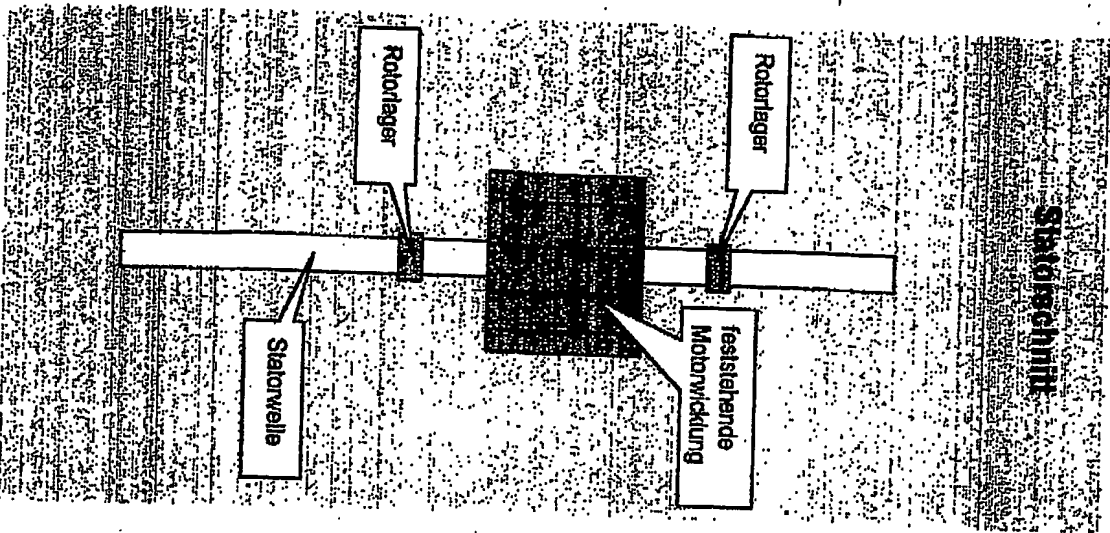 Statorschnitt
Rotorlager
Rotorlager
feststehende
Motorwicklung
Statorwelle